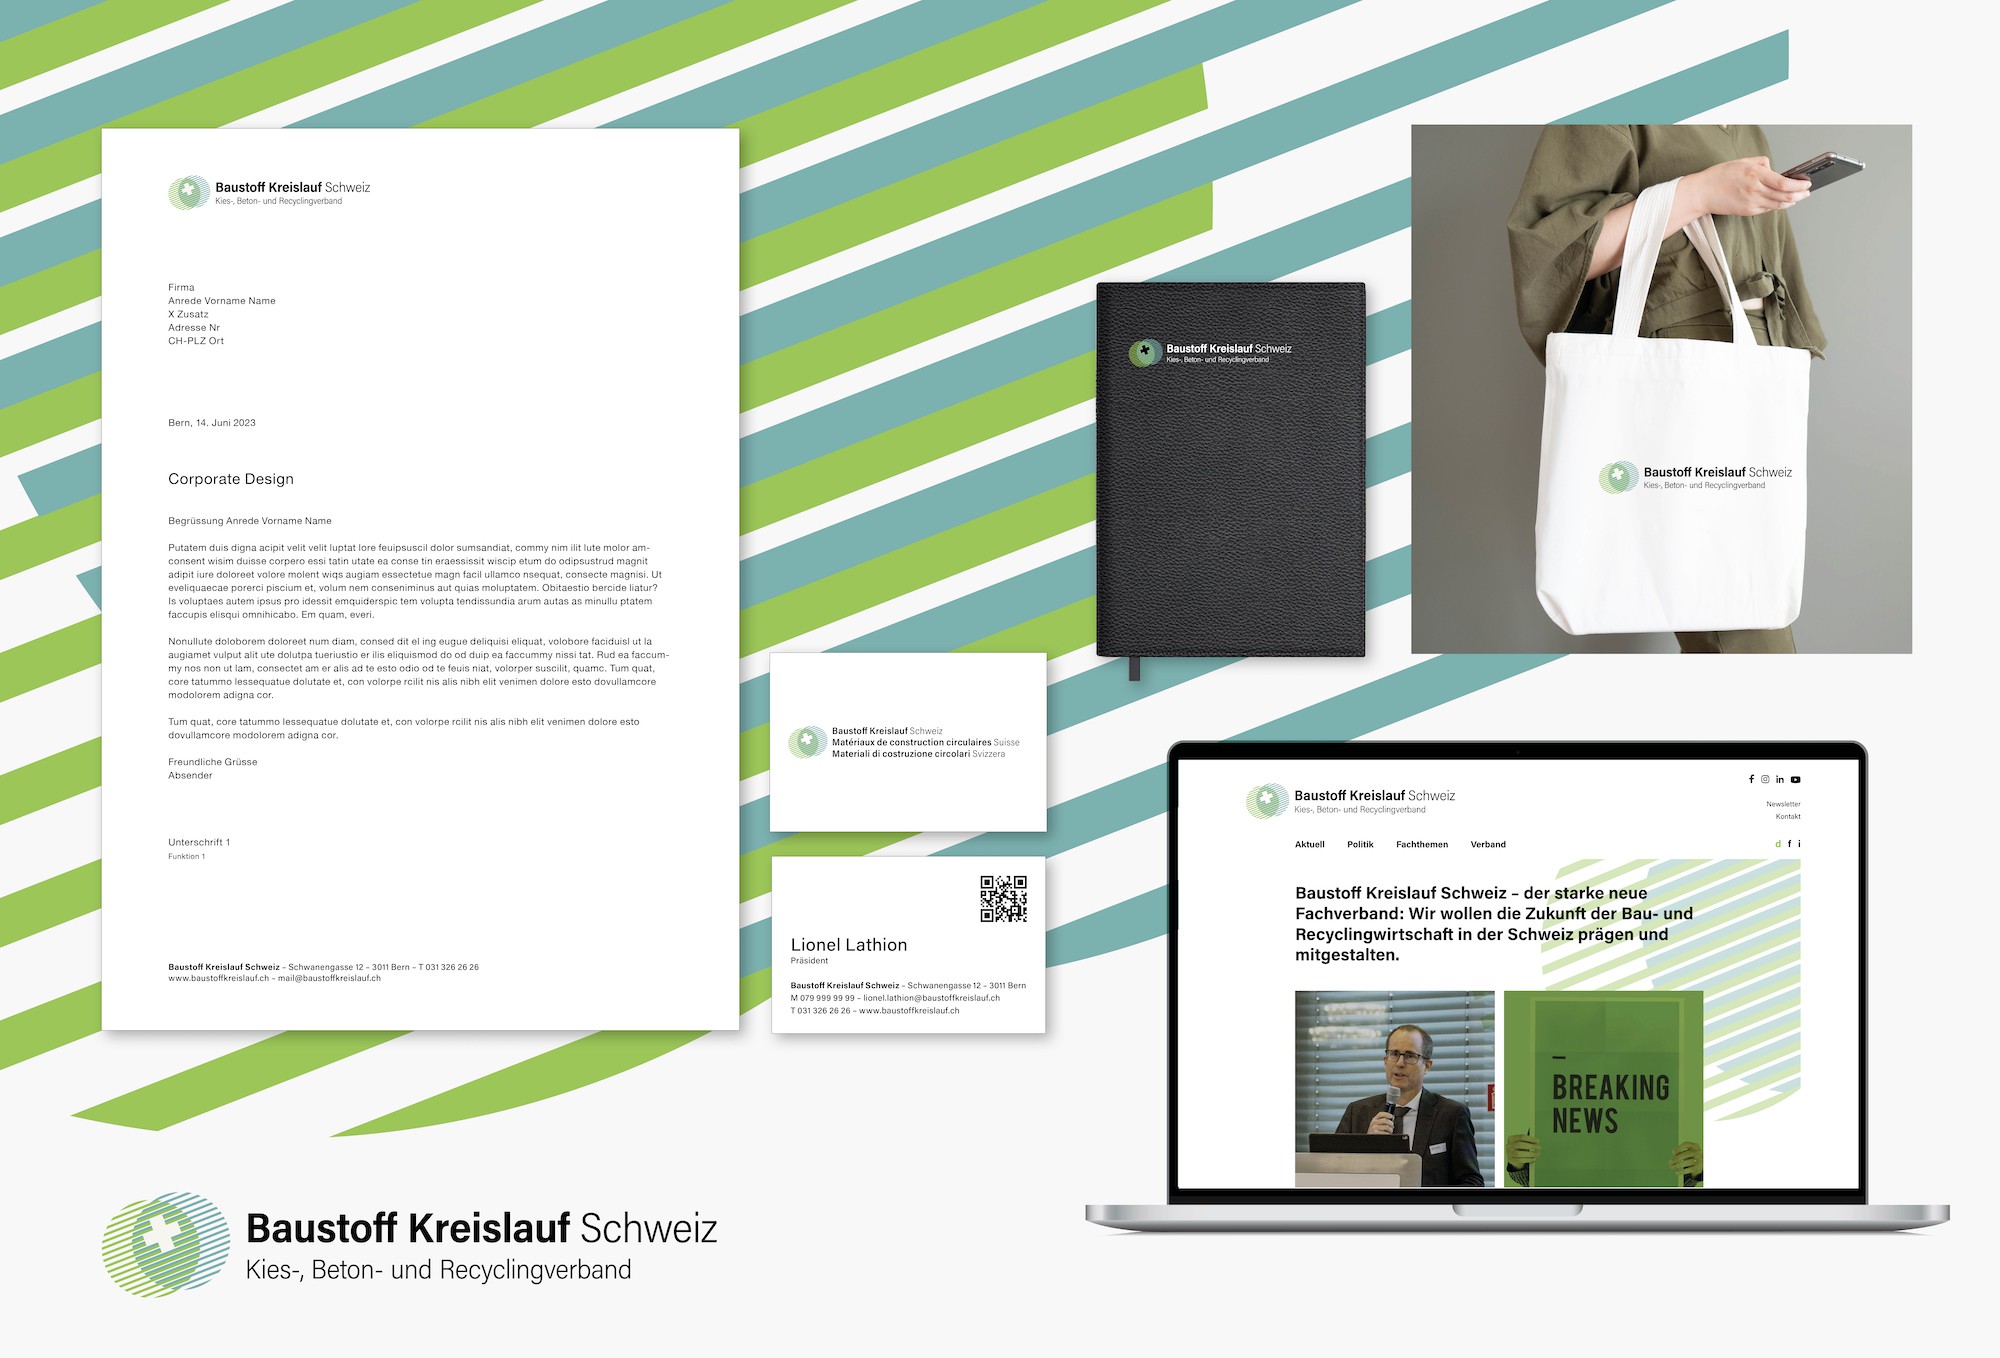 Baustoff Kreislauf Schweiz
Kies-, Beton- und Recyclingverband
Firma
Anrede Vorname Name
X Zusatz
Adresse Nr
CH-PLZ Ort
Bern, 14. Juni 2023
Corporate Design
Begrüssung Anrede Vorname Name
Putatem duis digna acipit velit velit luptat lore feuipsuscil dolor sumsandiat, commy nim ilit lute molor am-
consent wisim duisse corpero essi tatin utate ea conse tin eraessissit wiscip etum do odipsustrud magnit
adipit iure doloreet volore molent wiqs augiam essectetue magn facil ullamco nsequat, consecte magnisi. Ut
eveliquaecae porerci piscium et, volum nem conseniminus aut quias moluptatem. Obitaestio bercide liatur?
Is voluptaes autem ipsus pro idessit emquiderspic tem volupta tendissundia arum autas as minullu ptatem
faccupis elisqui omnihicabo. Em quam, everi.
Nonullute doloborem doloreet num diam, consed dit el ing eugue deliquisi eliquat, volobore faciduisl ut la
augiamet vulput alit ute dolutpa tueriustio er ilis eliquismod do od duip ea faccummy nissi tat. Rud ea faccum-
my nos non ut lam, consectet am er alis ad te esto odio od te feuis niat, volorper suscilit, quamc. Tum quat,
core tatummo lessequatue dolutate et, con volorpe rcilit nis alis nibh elit venimen dolore esto dovullamcore
modolorem adigna cor.
Tum quat, core tatummo lessequatue dolutate et, con volorpe rcilit nis alis nibh elit venimen dolore esto
dovullamcore modolorem adigna cor.
Freundliche Grüsse
Absender
Unterschrift 1
Funktion 1
Baustoff Kreislauf Schweiz – Schwanengasse 12 – 3011 Bern – T 031 326 26 26
www.baustoffkreislauf.ch – mail@baustoffkreislauf.ch
Baustoff Kreislauf Schweiz
Matériaux de construction circulaires Suisse
Materiali di costruzione circolari Svizzera
Lionel Lathion
Präsident
Baustoff Kreislauf Schweiz – Schwanengasse 12 – 3011 Bern
M 079 999 99 99 – lionel.lathion@baustoffkreislauf.ch
T 031 326 26 26 – www.baustoffkreislauf.ch
Baustoff Kreislauf Schweiz
Kies-, Beton- und Recyclingverband
Baustoff Kreislauf Schweiz
Kies-, Beton- und Recyclingverband
Baustoff Kreislauf Schweiz
Kies-, Beton- und Recyclingverband
Newsletter
Kontakt
Aktuell Politik Fachthemen Verband
d f i
Baustoff Kreislauf Schweiz – der starke neue
Fachverband: Wir wollen die Zukunft der Bau- und
Recyclingwirtschaft in der Schweiz prägen und
mitgestalten.
BREAKING
NEWS
Baustoff Kreislauf Schweiz
Kies-, Beton- und Recyclingverband